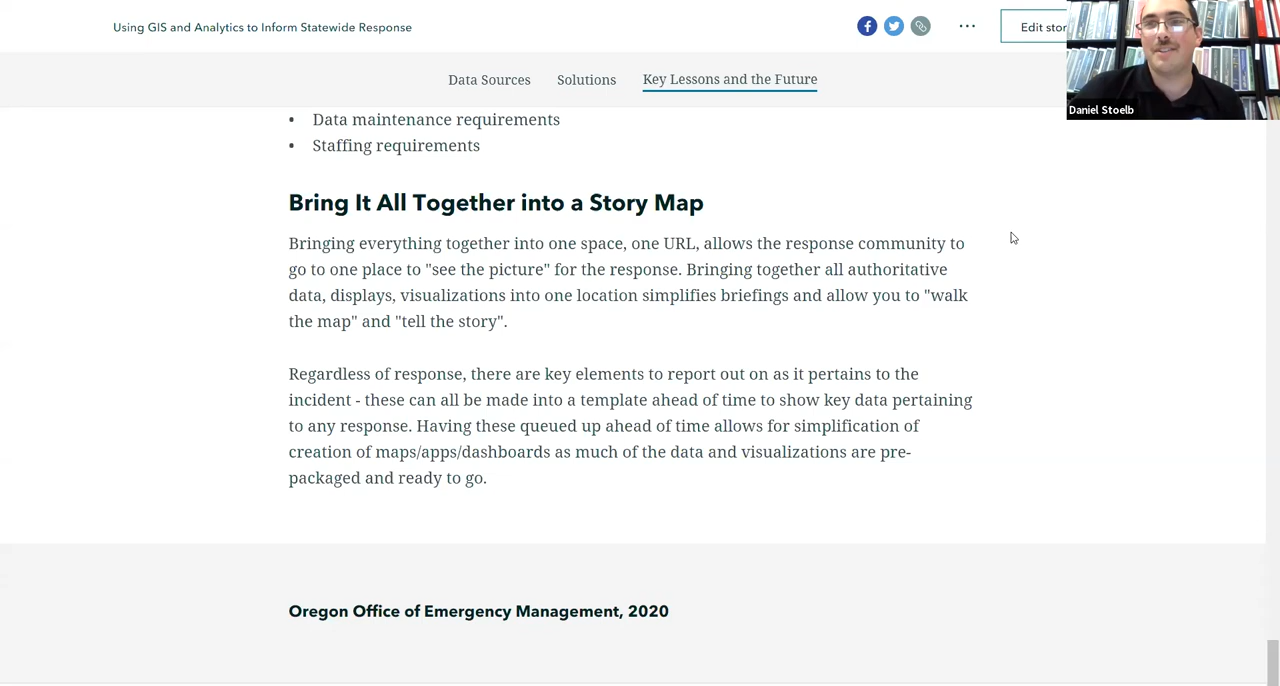 Using GIS and Analytics to Inform Statewide Response
Edit stor
Daniel Stoelb
Data Sources
Solutions
Key Lessons and the Future
• Data maintenance requirements
• Staffing requirements
Bring It All Together into a Story Map
Bringing everything together into one space, one URL, allows the response community to
go to one place to "see the picture" for the response. Bringing together all authoritative
data, displays, visualizations into one location simplifies briefings and allow you to "walk
the map" and "tell the story".
Regardless of response, there are key elements to report out on as it pertains to the
incident - these can all be made into a template ahead of time to show key data pertaining
to any response. Having these queued up ahead of time allows for simplification of
creation of maps/apps/dashboards as much of the data and visualizations are pre-
packaged and ready to go.
Oregon Office of Emergency Management, 2020